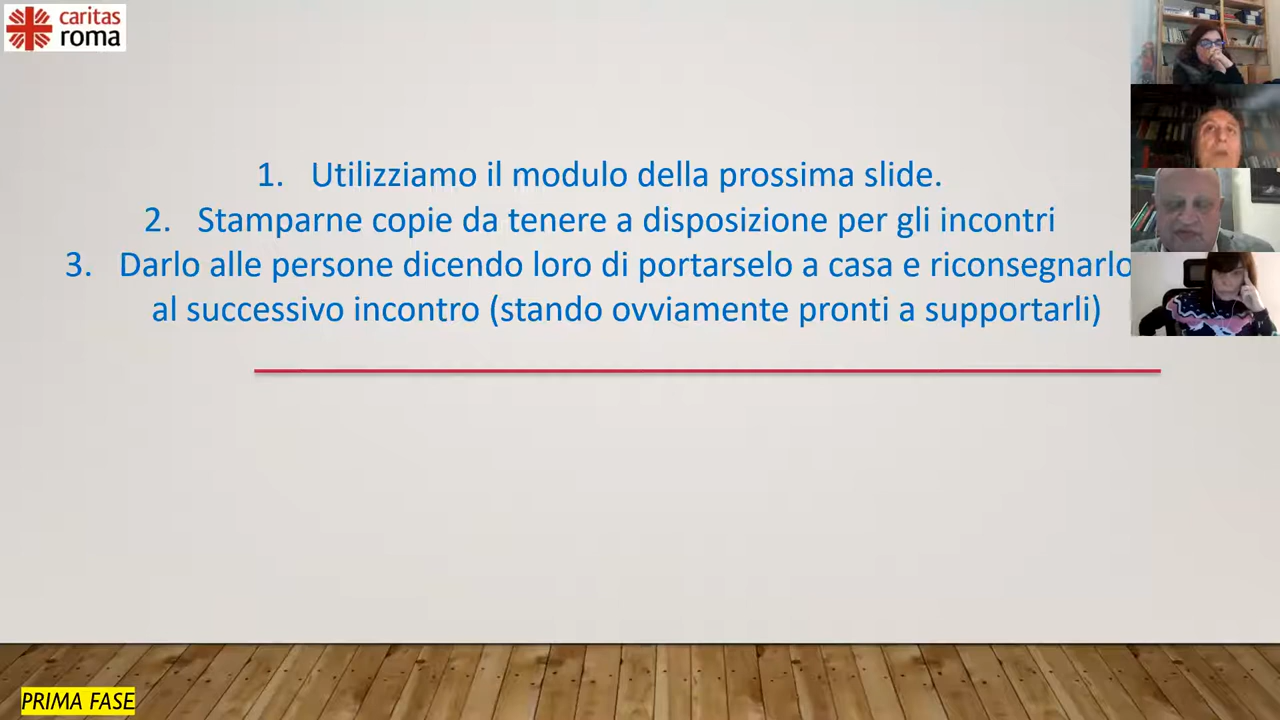 caritas
roma
1. Utilizziamo il modulo della prossima slide.
2. Stamparne copie da tenere a disposizione per gli incontri
3. Darlo alle persone dicendo loro di portarselo a casa e riconsegnarlo
al successivo incontro (stando ovviamente pronti a supportarli)
PRIMA FASE